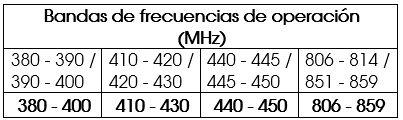 Bandas de frecuencias de operación
(MHz)
380 - 390 / 410 - 420 / 440 - 445 / 806 - 814 /
390 - 400 420 - 430 445 - 450 851 - 859
380 - 400 410 - 430 440 - 450 806 - 859